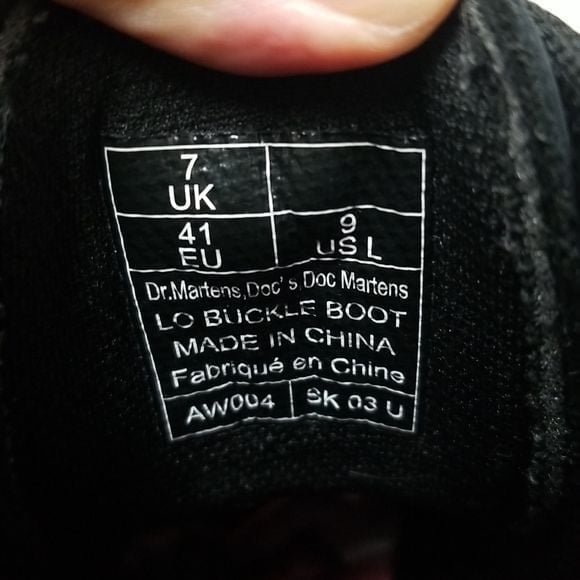 7
UK
41
EU
9
US L
Dr.Martens,Doc's,Doc Martens
LO BUCKLE BOOT
MADE IN CHINA
Fabriqué en Chine
AW004 SK 03 U